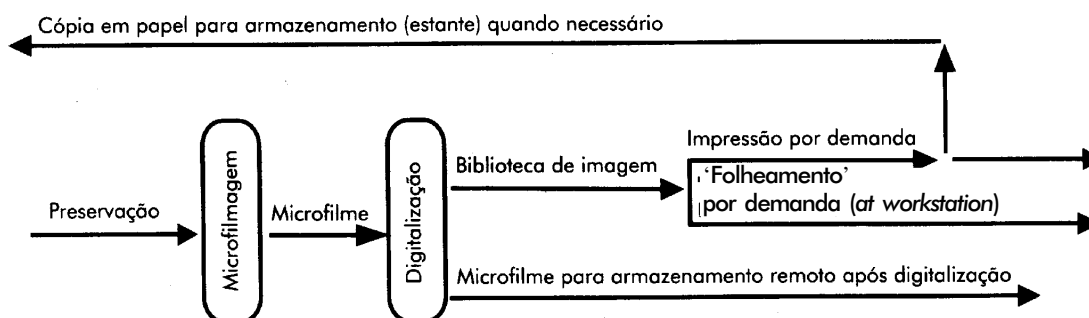 Cópia em papel para armazenamento (estante) quando necessário
Preservação
Microfilmagem
Microfilme
Digitalização
Biblioteca de imagem
Impressão por demanda
'Folheamento'
por demanda (at workstation)
Microfilme para armazenamento remoto após digitalização